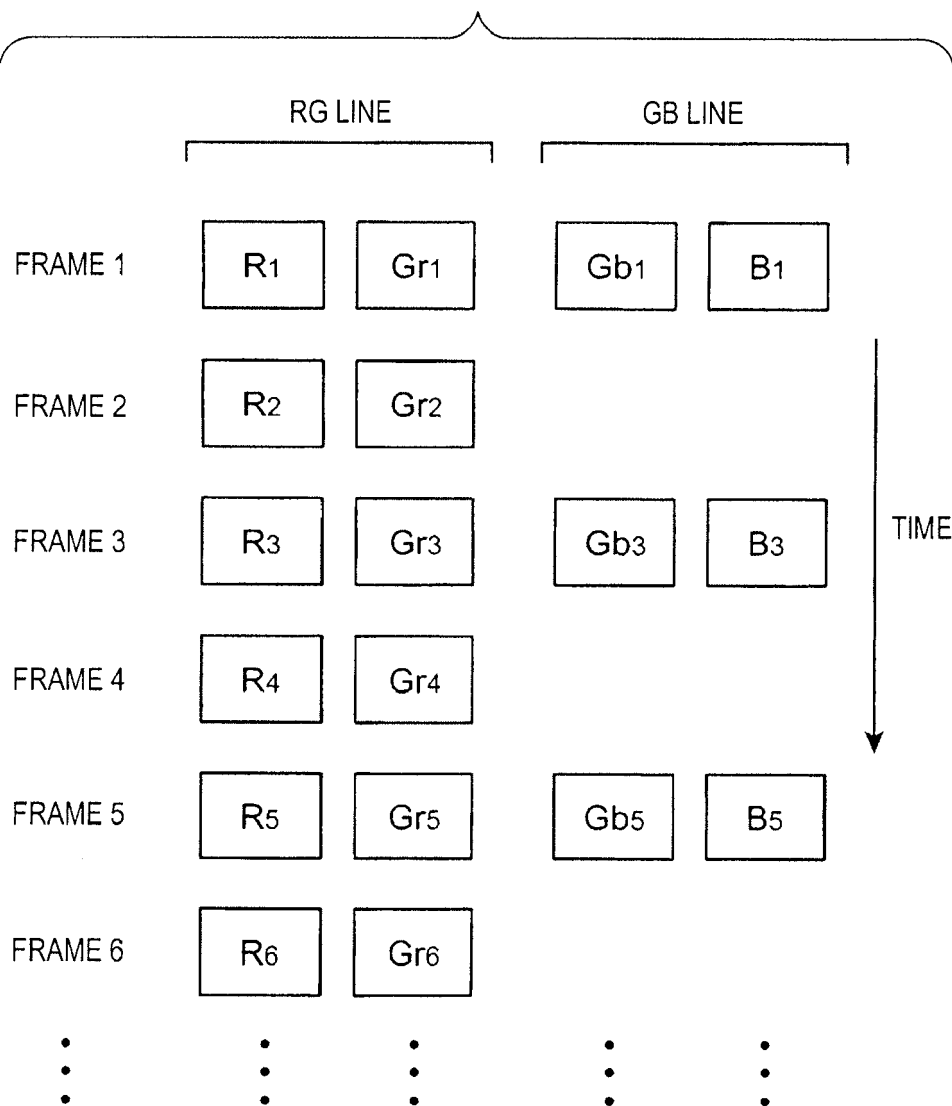 RG LINE GB LINE
FRAME 1 R1 Gr1 Gb1 B1
FRAME 2 R2 Gr2
FRAME 3 R3 Gr3 Gb3 B3 TIME
FRAME 4 R4 Gr4
FRAME 5 R5 Gr5 Gb5 B5
FRAME 6 R6 Gr6